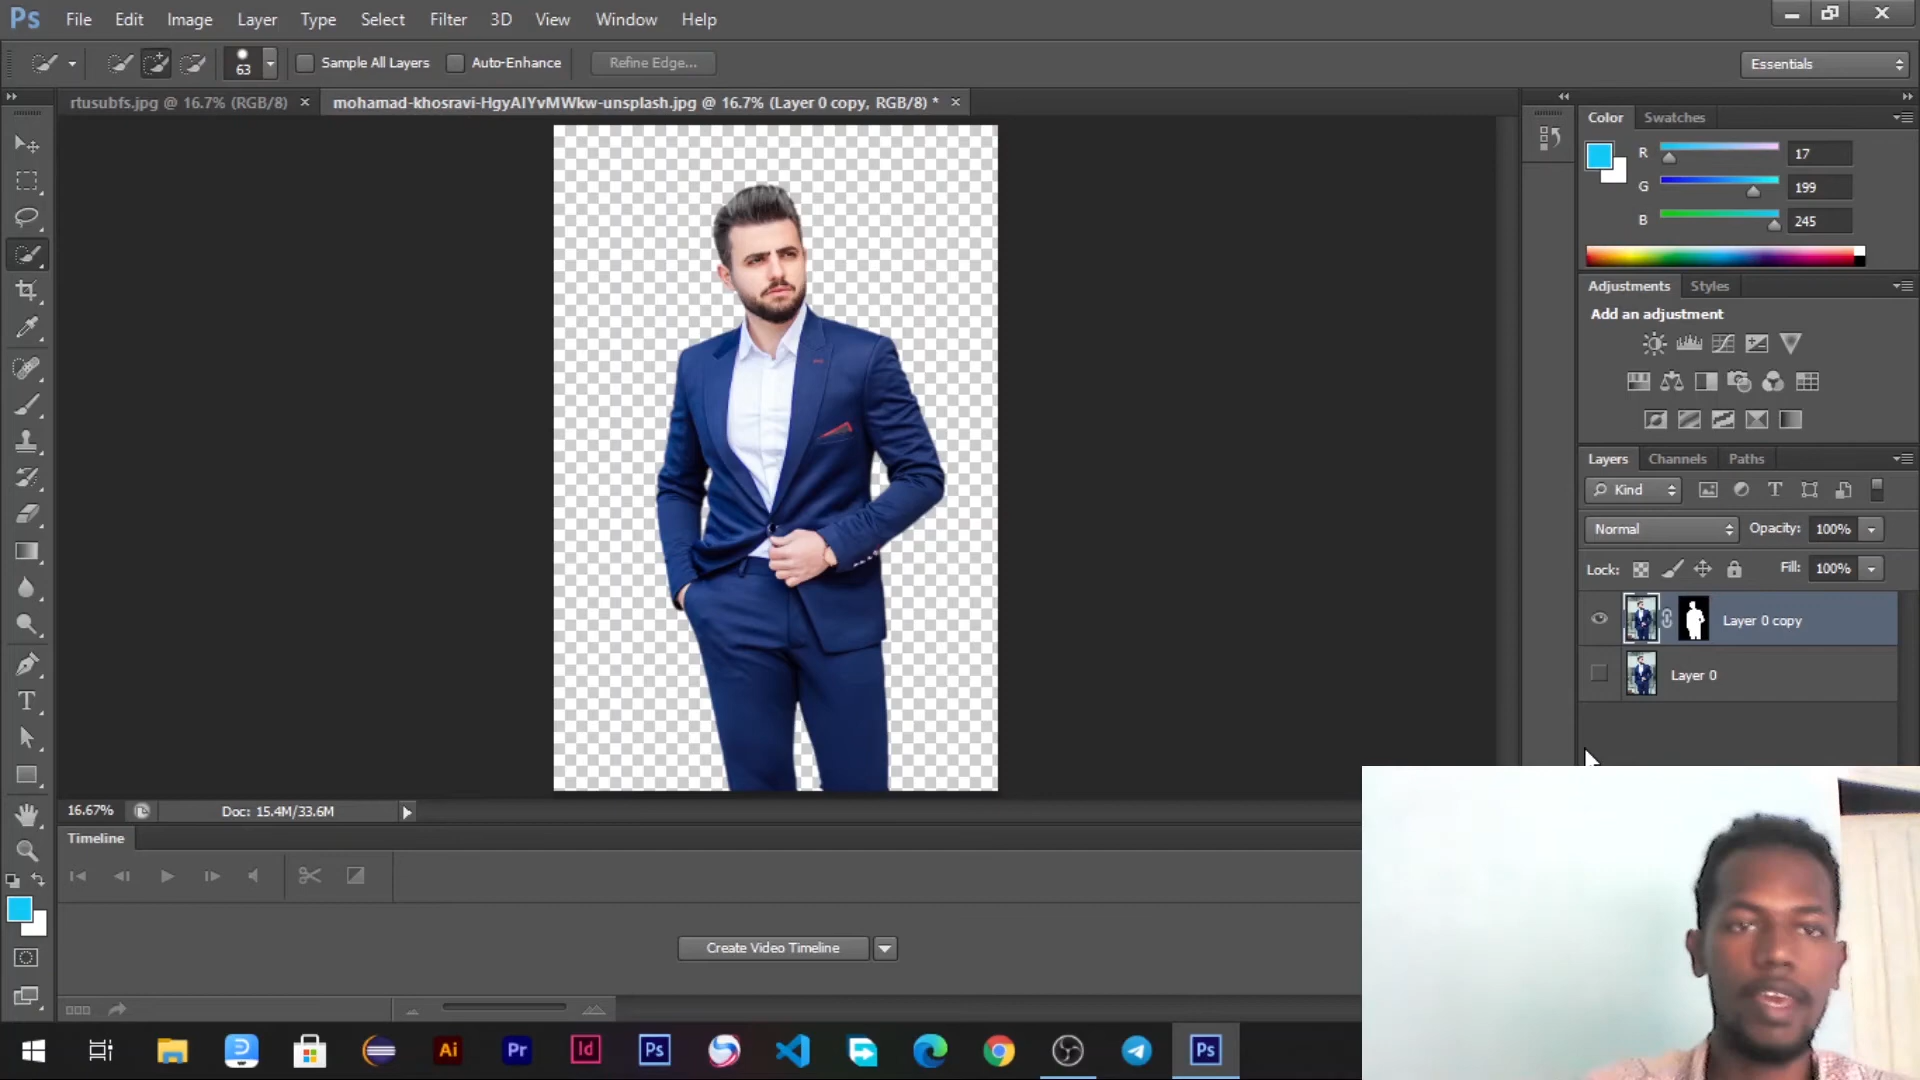 Ps File Edit Image Layer Type Select Filter 3D View Window Help
63 Sample All Layers Auto-Enhance Refine Edge... Essentials
rtusubfs.jpg @ 16.7% (RGB/8) × mohamad-khosravi-HgyAIYvMWkw-unsplash.jpg @ 16.7% (Layer 0 copy, RGB/8) * ×
Color Swatches
R 17
G 199
B 245
Adjustments Styles
Add an adjustment
Layers Channels Paths
Kind
Normal Opacity: 100%
Lock: Fill: 100%
Layer 0 copy
Layer 0
16.67% Doc: 15.4M/33.6M
Timeline
Create Video Timeline
Ai Pr Id Ps Ps